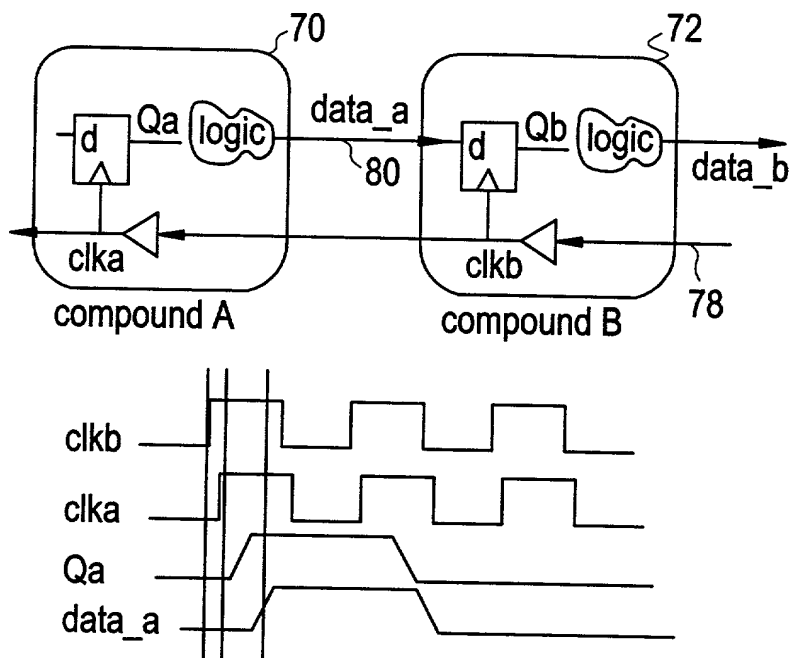 70
72
d
Qa
logic
data_a
80
d
Qb
logic
data_b
clka
clkb
78
compound A
compound B
clkb
clka
Qa
data_a